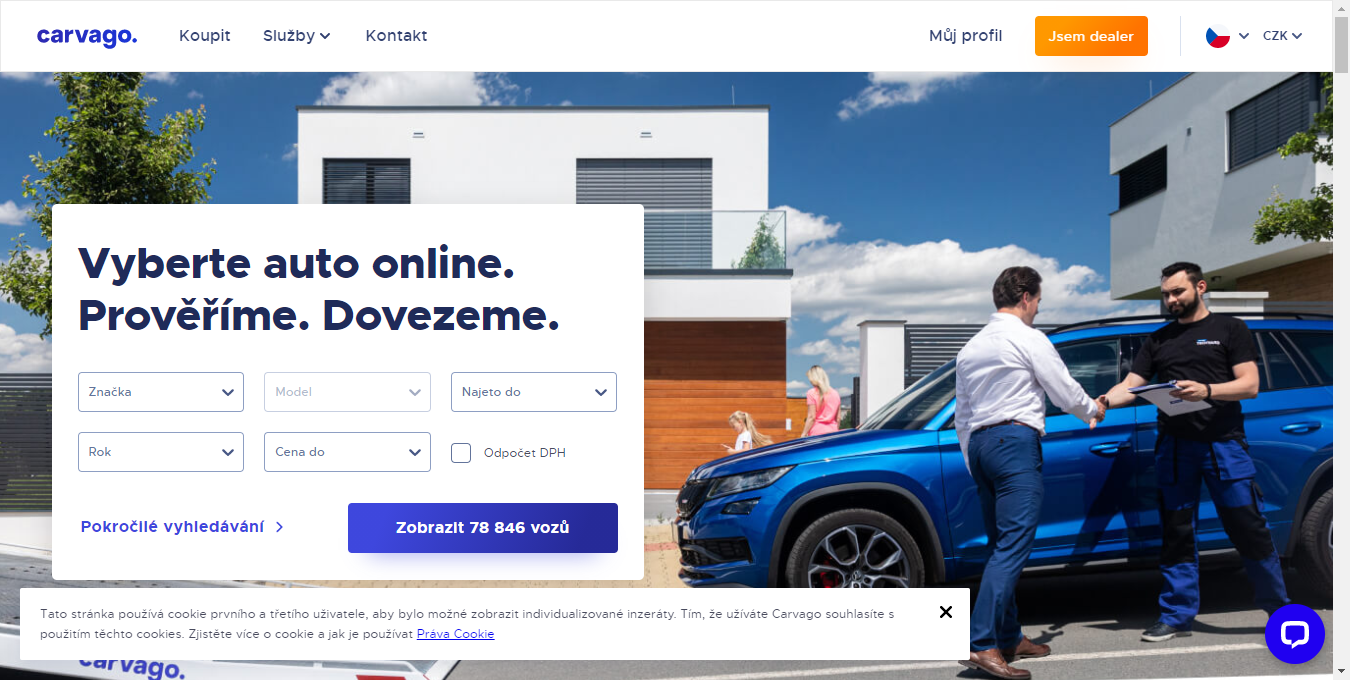 carvago.
Koupit
Služby
Kontakt
Můj profil
Jsem dealer
CZK
Vyberte auto online.
Prověříme. Dovezeme.
Značka
Model
Najeto do
Rok
Cena do
Odpočet DPH
Pokročilé vyhledávání
Zobrazit 78 846 vozů
Tato stránka používá cookie prvního a třetího uživatele, aby bylo možné zobrazit individualizované inzeráty. Tím, že užíváte Carvago souhlasíte s
použitím těchto cookies. Zjistěte více o cookie a jak je používat Práva Cookie
carvago.